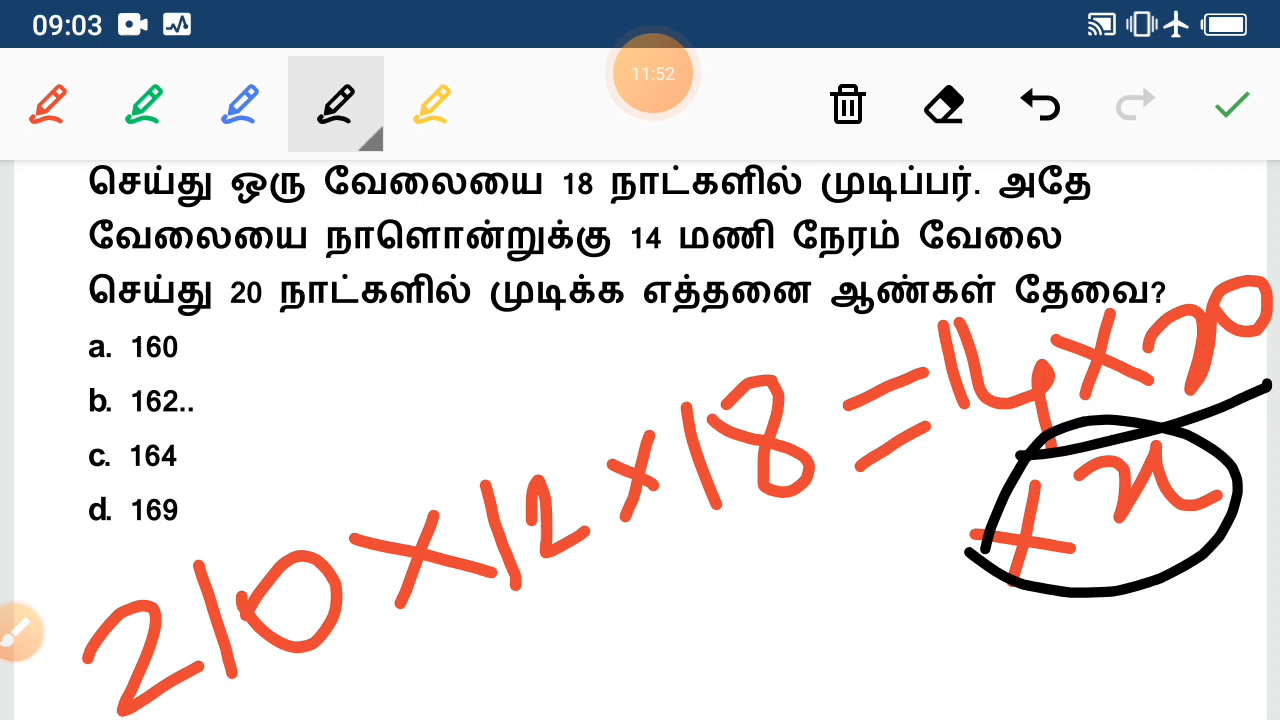 09:03
11:52
செய்து ஒரு வேலையை 18 நாட்களில் முடிப்பர். அதே
வேலையை நாளொன்றுக்கு 14 மணி நேரம் வேலை
செய்து 20 நாட்களில் முடிக்க எத்தனை ஆண்கள் தேவை?
a. 160
b. 162..
c. 164
d. 169
210 × 12 × 18 = 14 × 20
× x